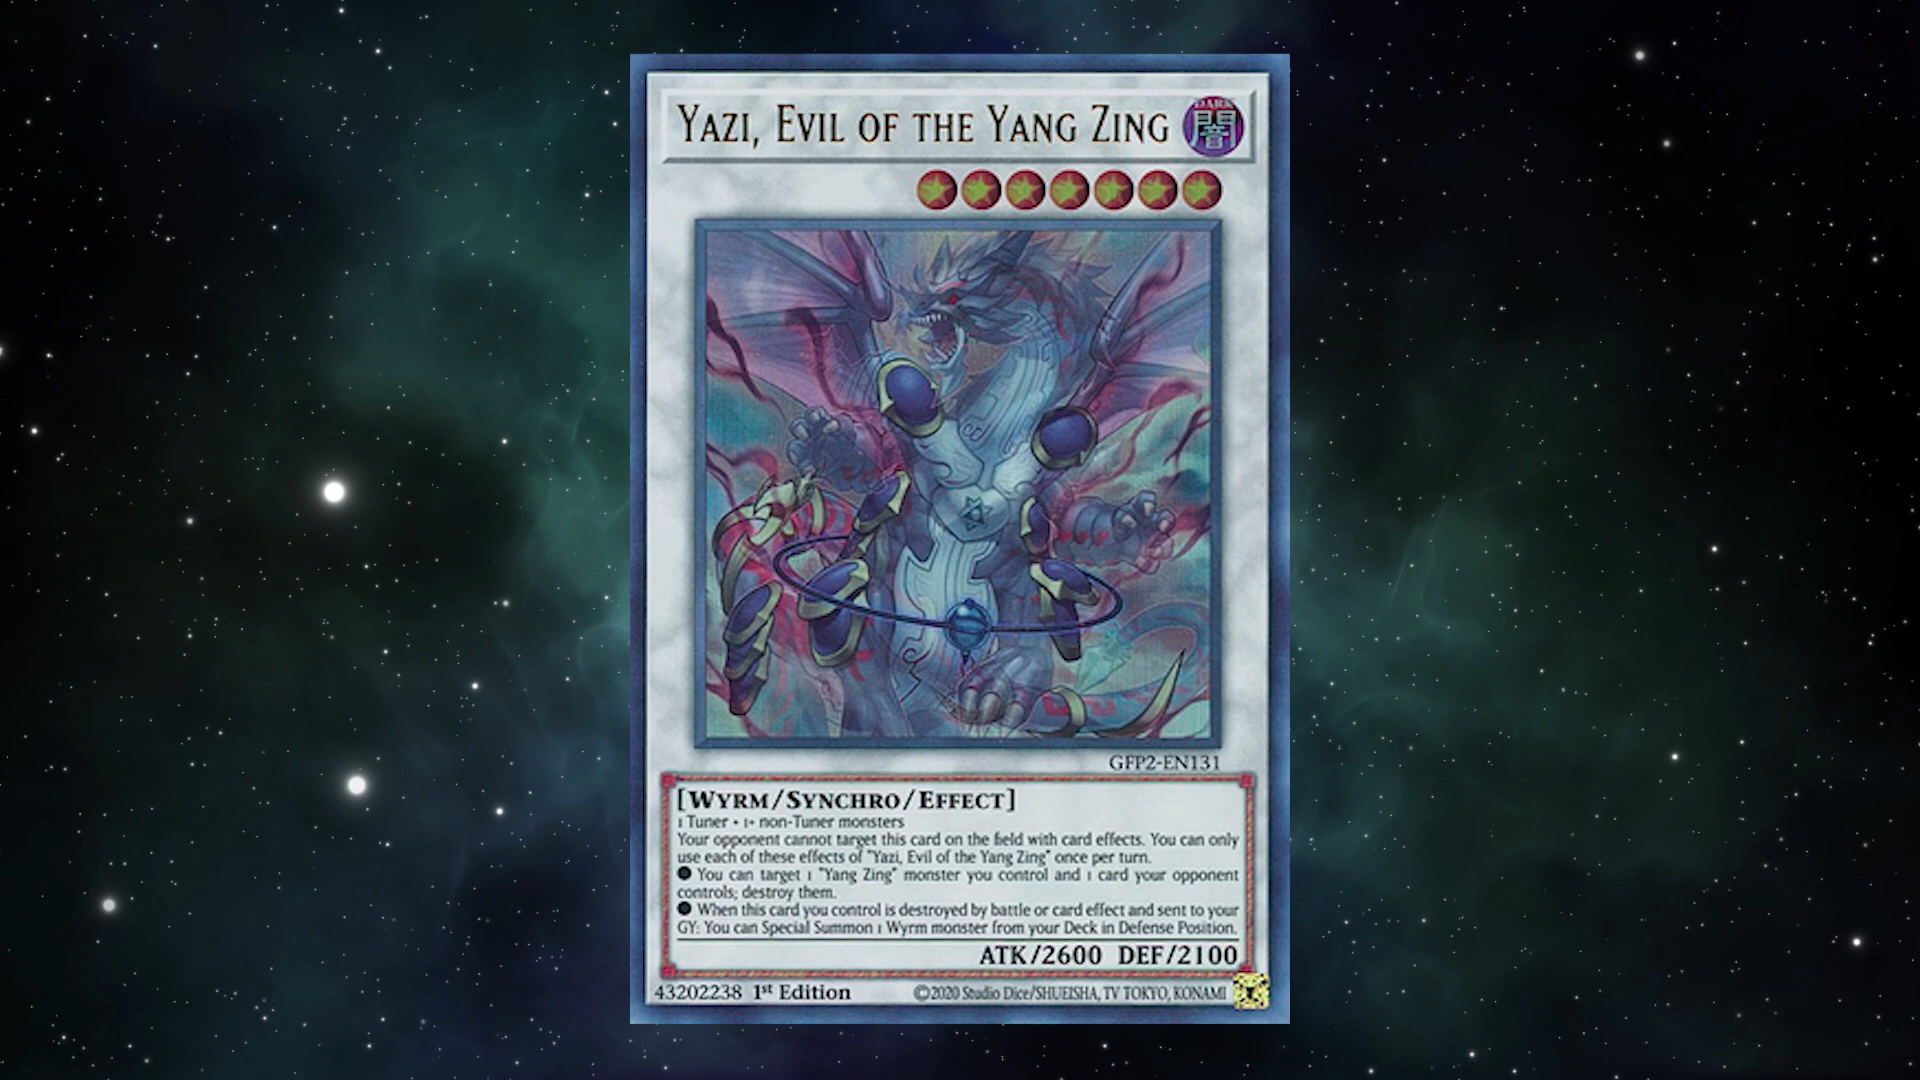 YAZI, EVIL OF THE YANG ZING
DARK
闇
GFP2-EN131
[WYRM/SYNCHRO/EFFECT]
1 Tuner + 1+ non-Tuner monsters
Your opponent cannot target this card on the field with card effects. You can only
use each of these effects of "Yazi, Evil of the Yang Zing" once per turn.
● You can target 1 "Yang Zing" monster you control and 1 card your opponent
controls; destroy them.
● When this card you control is destroyed by battle or card effect and sent to your
GY: You can Special Summon 1 Wyrm monster from your Deck in Defense Position.
ATK/2600 DEF/2100
43202238 1st Edition ©2020 Studio Dice/SHUEISHA, TV TOKYO, KONAMI